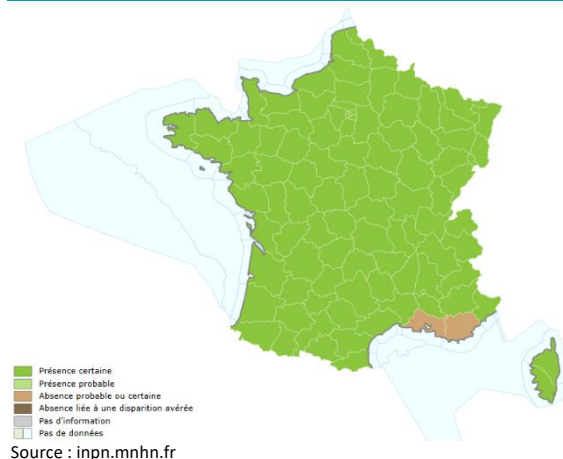 Présence certaine
Présence probable
Absence probable ou certaine
Absence liée à une disparition avérée
Pas d'information
Pas de données
Source : inpn.mnhn.fr